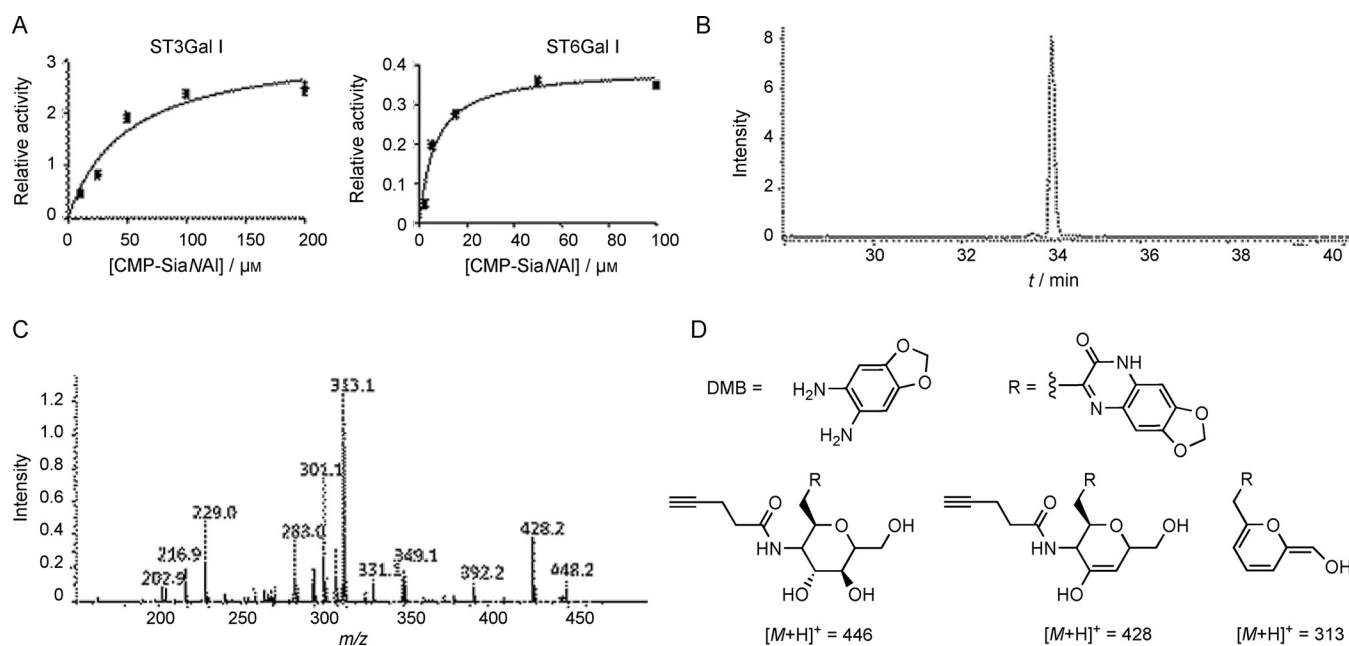 A
ST3Gal I
Relative activity
3
2
1
0
0
50
100
150
200
[CMP-SiaNAl] / μM
ST6Gal I
Relative activity
0.4
0.3
0.2
0.1
0
0
20
40
60
80
100
[CMP-SiaNAl] / μM
B
Intensity
8
6
4
2
0
30
32
34
36
38
40
t / min
C
Intensity
1.2
1.0
0.8
0.6
0.4
0.2
0
313.1
301.1
229.0
283.0
428.2
216.9
349.1
202.9
331.1
392.2
448.2
200
250
300
350
400
450
m/z
D
DMB =
H2N
H2N
O
O
R =
O
NH
N
O
O
R
O
O
HN
OH
HO
OH
[M+H]+ = 446
R
O
O
HN
OH
HO
[M+H]+ = 428
R
O
OH
[M+H]+ = 313